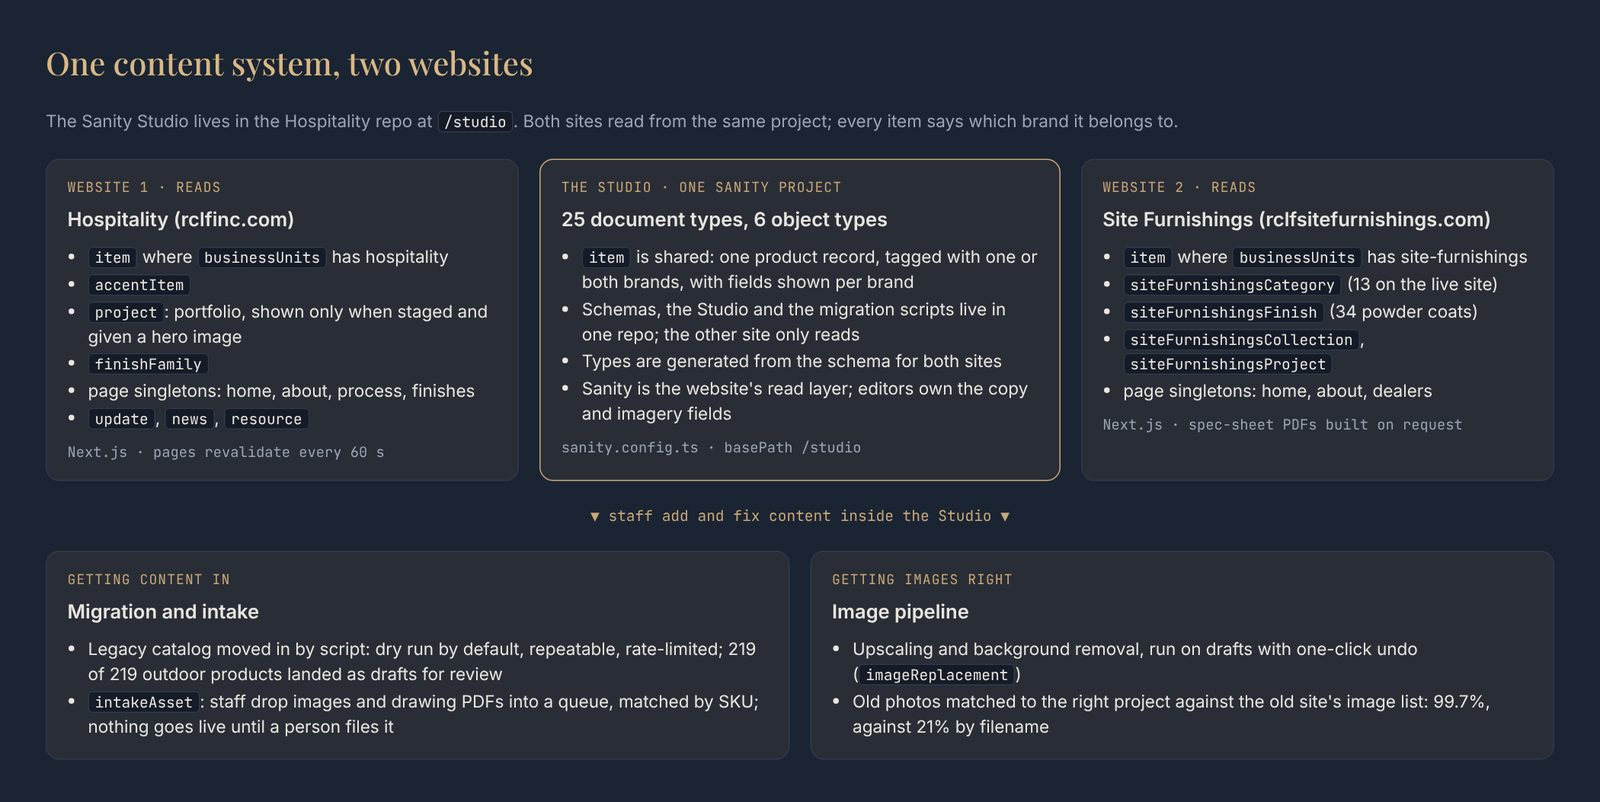 One content system, two websites
The Sanity Studio lives in the Hospitality repo at /studio. Both sites read from the same project; every item says which brand it belongs to.
WEBSITE 1 · READS
Hospitality (rclfinc.com)
• item where businessUnits has hospitality
• accentItem
• project: portfolio, shown only when staged and
given a hero image
• finishFamily
• page singletons: home, about, process, finishes
• update, news, resource
Next.js · pages revalidate every 60 s
THE STUDIO · ONE SANITY PROJECT
25 document types, 6 object types
• item is shared: one product record, tagged with one or
both brands, with fields shown per brand
• Schemas, the Studio and the migration scripts live in
one repo; the other site only reads
• Types are generated from the schema for both sites
• Sanity is the website's read layer; editors own the copy
and imagery fields
sanity.config.ts · basePath /studio
WEBSITE 2 · READS
Site Furnishings (rclfsitefurnishings.com)
• item where businessUnits has site-furnishings
• siteFurnishingsCategory (13 on the live site)
• siteFurnishingsFinish (34 powder coats)
• siteFurnishingsCollection,
siteFurnishingsProject
• page singletons: home, about, dealers
Next.js · spec-sheet PDFs built on request
▼ staff add and fix content inside the Studio ▼
GETTING CONTENT IN
Migration and intake
• Legacy catalog moved in by script: dry run by default, repeatable, rate-limited; 219
of 219 outdoor products landed as drafts for review
• intakeAsset: staff drop images and drawing PDFs into a queue, matched by SKU;
nothing goes live until a person files it
GETTING IMAGES RIGHT
Image pipeline
• Upscaling and background removal, run on drafts with one-click undo
(imageReplacement)
• Old photos matched to the right project against the old site's image list: 99.7%,
against 21% by filename